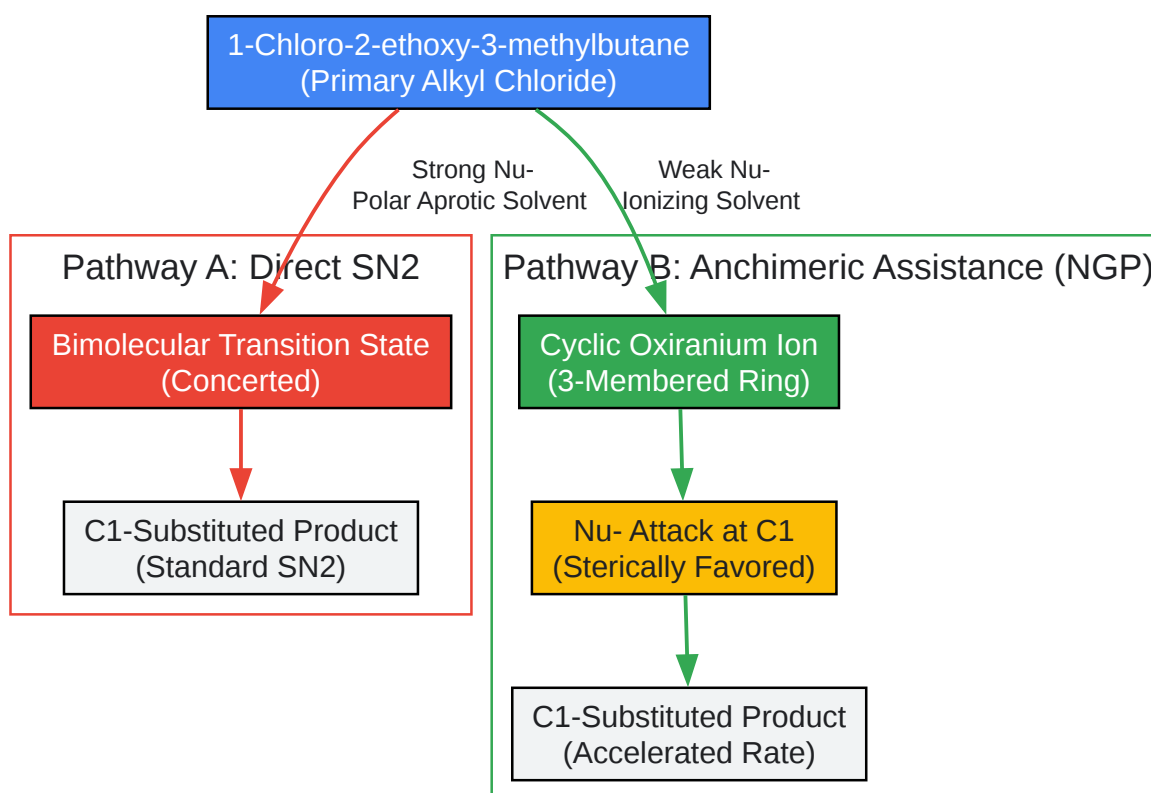 1-Chloro-2-ethoxy-3-methylbutane
(Primary Alkyl Chloride)
Strong Nu-
Polar Aprotic Solvent
Weak Nu-
Ionizing Solvent
Pathway A: Direct SN2
Bimolecular Transition State
(Concerted)
C1-Substituted Product
(Standard SN2)
Pathway B: Anchimeric Assistance (NGP)
Cyclic Oxiranium Ion
(3-Membered Ring)
Nu- Attack at C1
(Sterically Favored)
C1-Substituted Product
(Accelerated Rate)